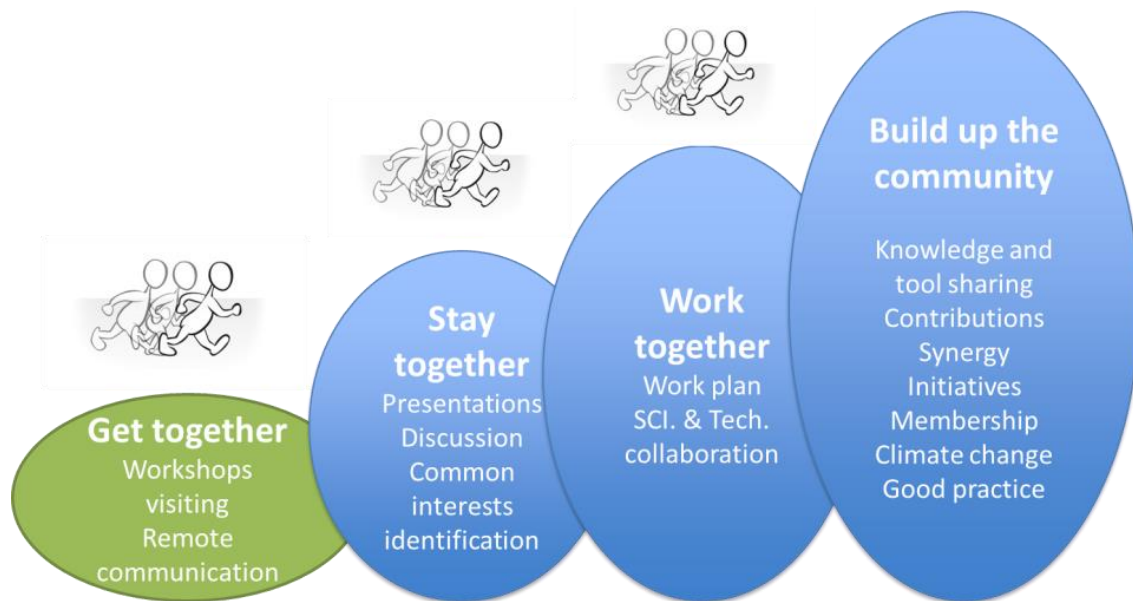 Get together
Workshops
visiting
Remote
communication
Stay
together
Presentations
Discussion
Common
interests
identification
Work
together
Work plan
SCI. & Tech.
collaboration
Build up the
community
Knowledge and
tool sharing
Contributions
Synergy
Initiatives
Membership
Climate change
Good practice